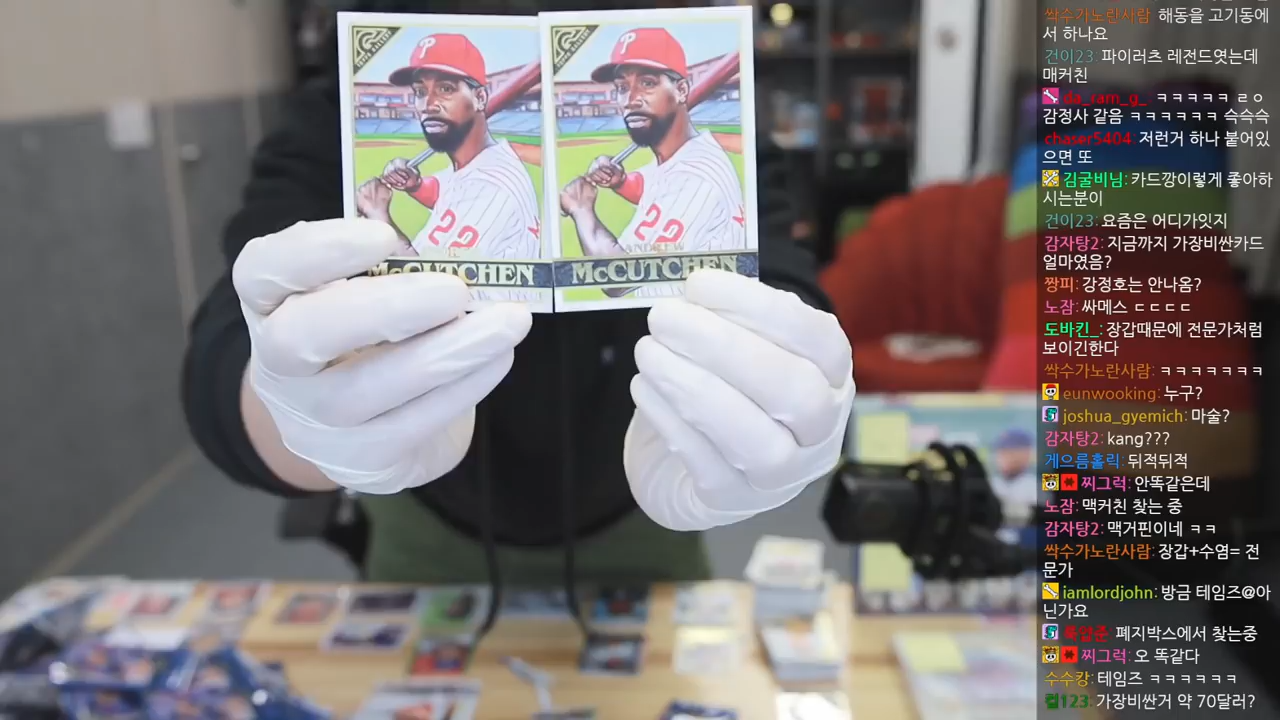 P
P
22
22
ANDREW
McCUTCHEN
McCUTCHEN
싹수가노란사람 해동을 고기동에
서 하나요
건이23: 파이러츠 레전드엿는데
매커친
da_ram_g_: ㅋㅋㅋㅋㅋ ㄹㅇ
감정사 같음 ㅋㅋㅋㅋㅋㅋ 슥슥슥
chaser5404: 저런거 하나 붙어있
으면 또
김굴비님: 카드깡이렇게 좋아하
시는분이
건이23: 요즘은 어디가잇지
감자탕2: 지금까지 가장비싼카드
얼마였음?
짱피: 강정호는 안나옴?
노잠: 싸메스 ㄷㄷㄷㄷ
도바킨_: 장갑때문에 전문가처럼
보이긴한다
싹수가노란사람: ㅋㅋㅋㅋㅋㅋㅋ
eunwooking: 누구?
joshua_gyemich: 마술?
감자탕2: kang???
게으름홀릭: 뒤적뒤적
찌그럭: 안똑같은데
노잠: 맥커친 찾는 중
감자탕2: 맥거핀이네 ㅋㅋ
싹수가노란사람: 장갑+수염= 전
문가
iamlordjohn: 방금 테임즈@아
닌가요
폐지박스에서 찾는중
찌그럭: 오 똑같다
수수캉: 테임즈 ㅋㅋㅋㅋㅋㅋ
컬123: 가장비싼거 약 70달러?